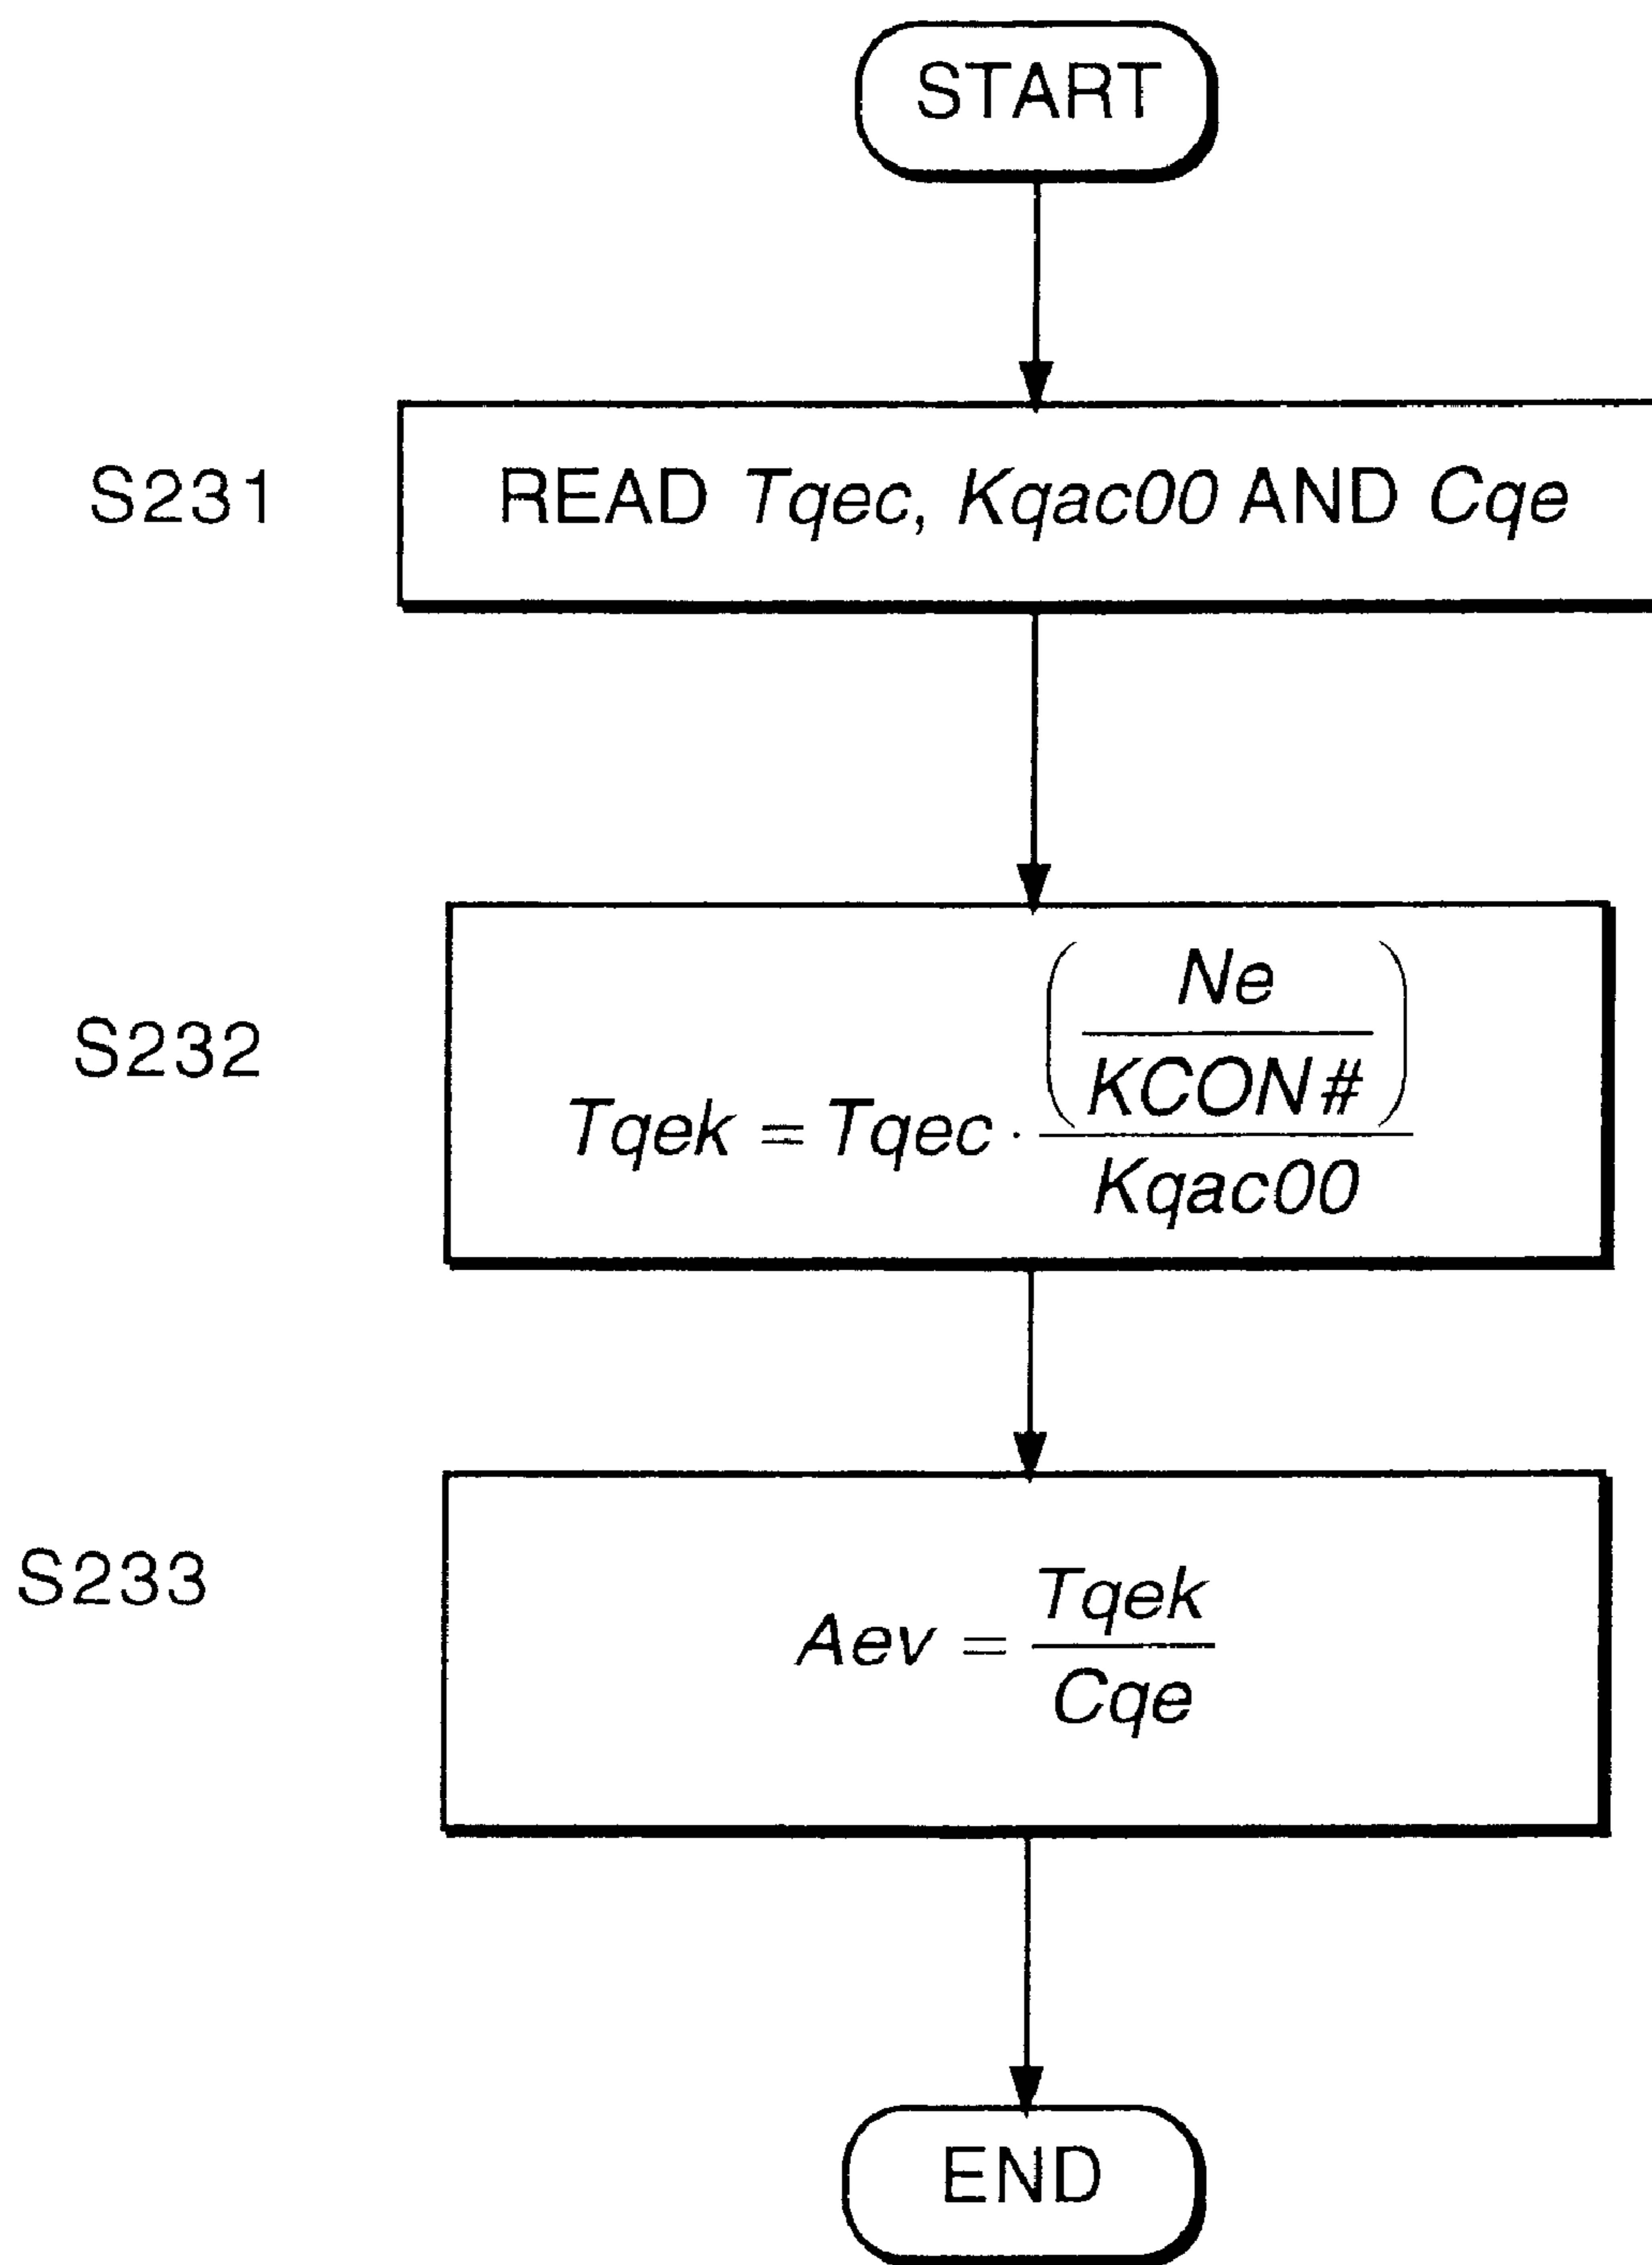 START
S231
READ Tqec, Kqac00 AND Cqe
S232
Tqek = Tqec · (Ne / KCON#) / Kqac00
S233
Aev = Tqek / Cqe
END